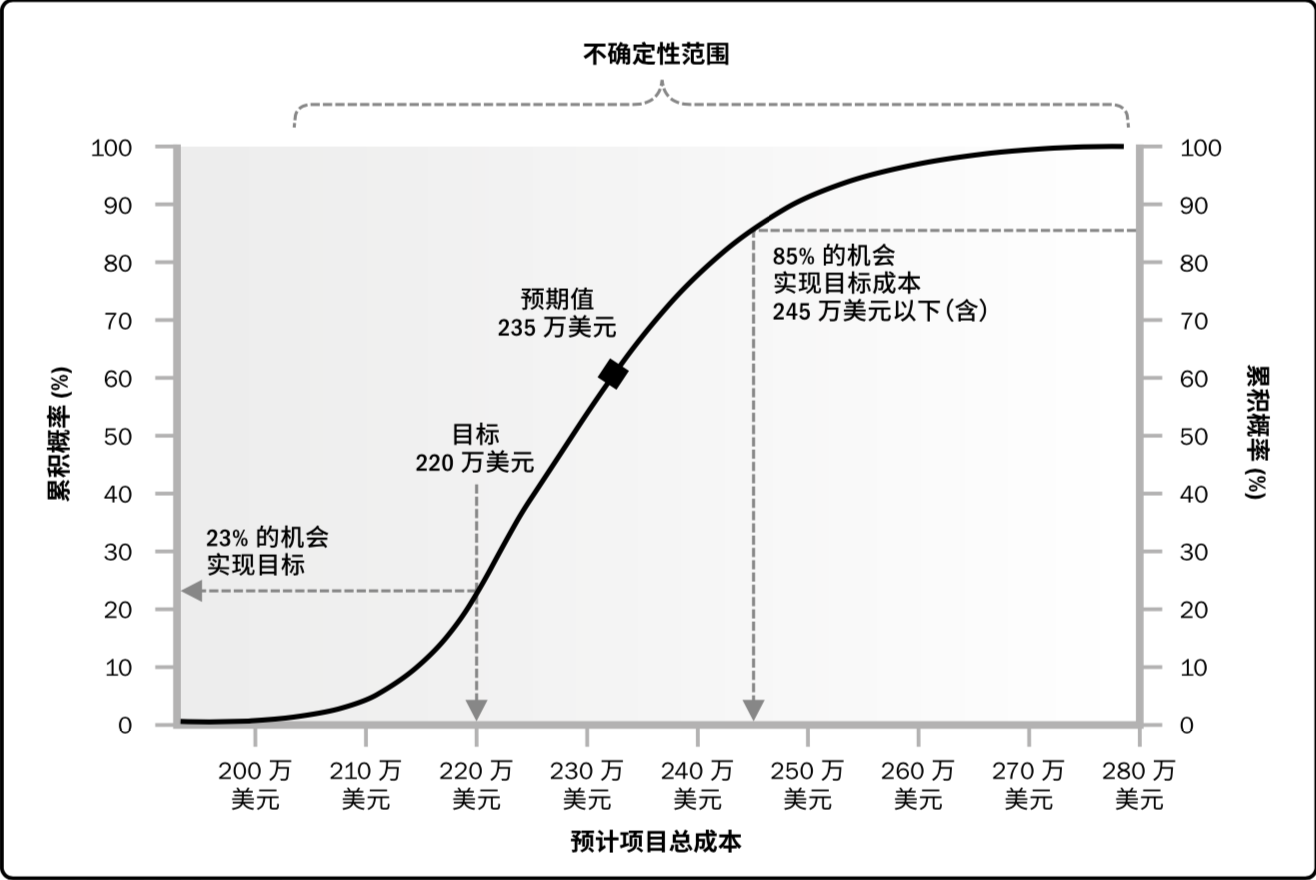 不确定性范围
100
90
80
70
60
50
40
30
20
10
0
累积概率 (%)
预期值
235 万美元
目标
220 万美元
23% 的机会
实现目标
85% 的机会
实现目标成本
245 万美元以下(含)
100
90
80
70
60
50
40
30
20
10
0
累积概率 (%)
200 万
美元
210 万
美元
220 万
美元
230 万
美元
240 万
美元
250 万
美元
260 万
美元
270 万
美元
280 万
美元
预计项目总成本